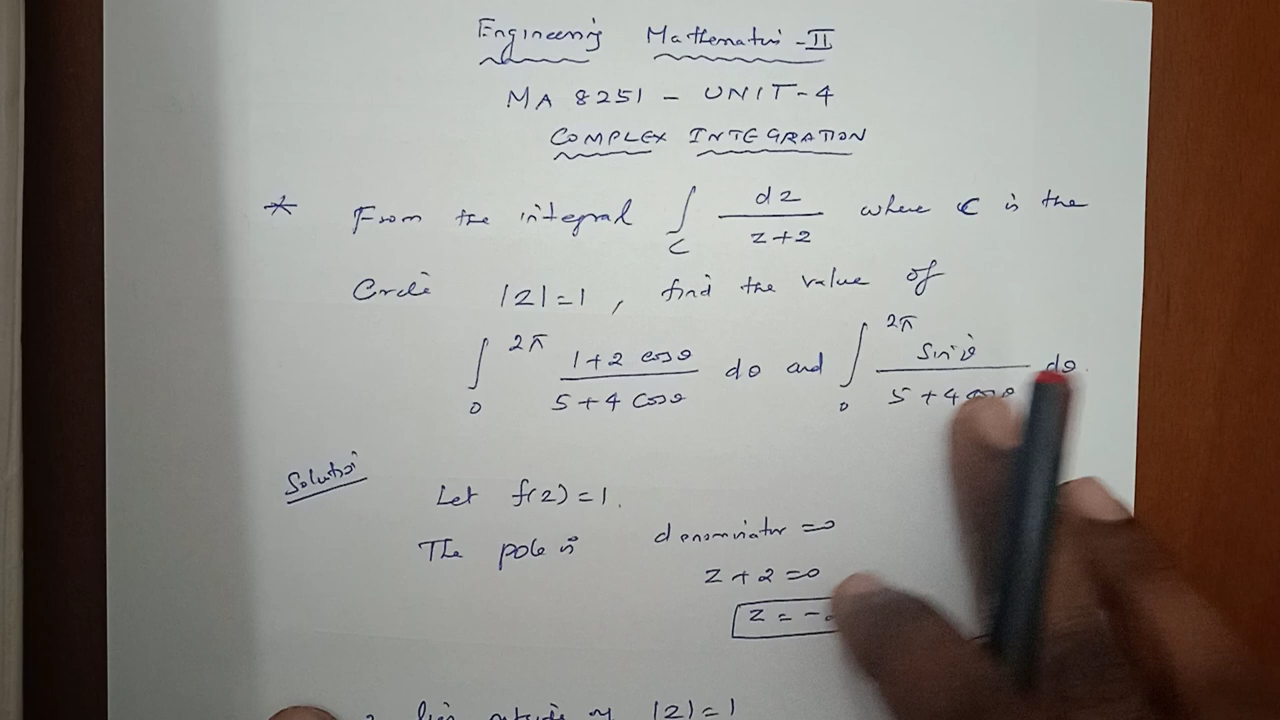 Engineering Mathematics - II
MA 8251 - UNIT-4
COMPLEX INTEGRATION
* From the integral ∫_C dz/(z+2) where C is the
Circle |z|=1, find the value of
∫_0^2π (1+2 cosθ)/(5+4 cosθ) dθ and ∫_0^2π sinθ/(5+4 cosθ) dθ.
Solution
Let f(z)=1.
The pole is denominator =0
z+2=0
z = -
lies outside of |z|=1